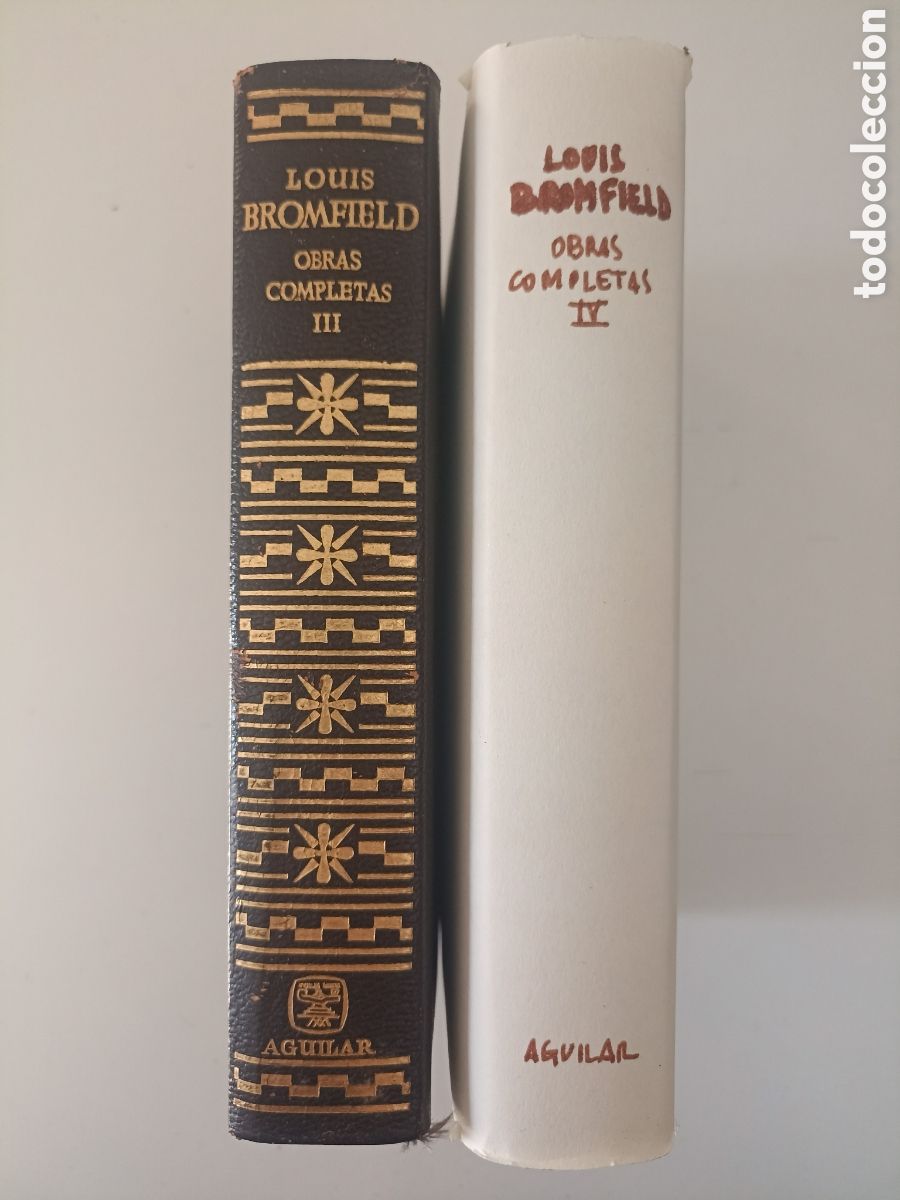 LOUIS
BROMFIELD
OBRAS
COMPLETAS
III
AGUILAR
LOUIS
BROMFIELD
OBRAS
COMPLETAS
IV
AGUILAR
todocoleccion